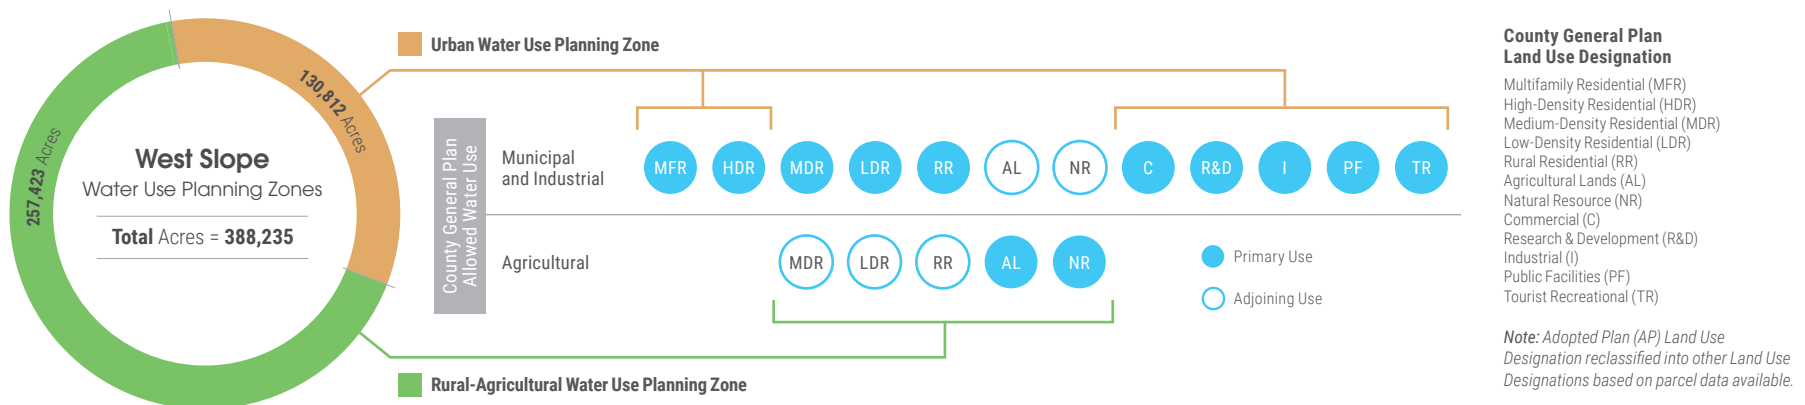 257,423 Acres
130,812 Acres
West Slope
Water Use Planning Zones
Total Acres = 388,235
Urban Water Use Planning Zone
County General Plan
Allowed Water Use
Municipal
and Industrial
MFR HDR MDR LDR RR AL NR C R&D I PF TR
Agricultural
MDR LDR RR AL NR
Primary Use
Adjoining Use
Rural-Agricultural Water Use Planning Zone
County General Plan
Land Use Designation
Multifamily Residential (MFR)
High-Density Residential (HDR)
Medium-Density Residential (MDR)
Low-Density Residential (LDR)
Rural Residential (RR)
Agricultural Lands (AL)
Natural Resource (NR)
Commercial (C)
Research & Development (R&D)
Industrial (I)
Public Facilities (PF)
Tourist Recreational (TR)
Note: Adopted Plan (AP) Land Use
Designation reclassified into other Land Use
Designations based on parcel data available.